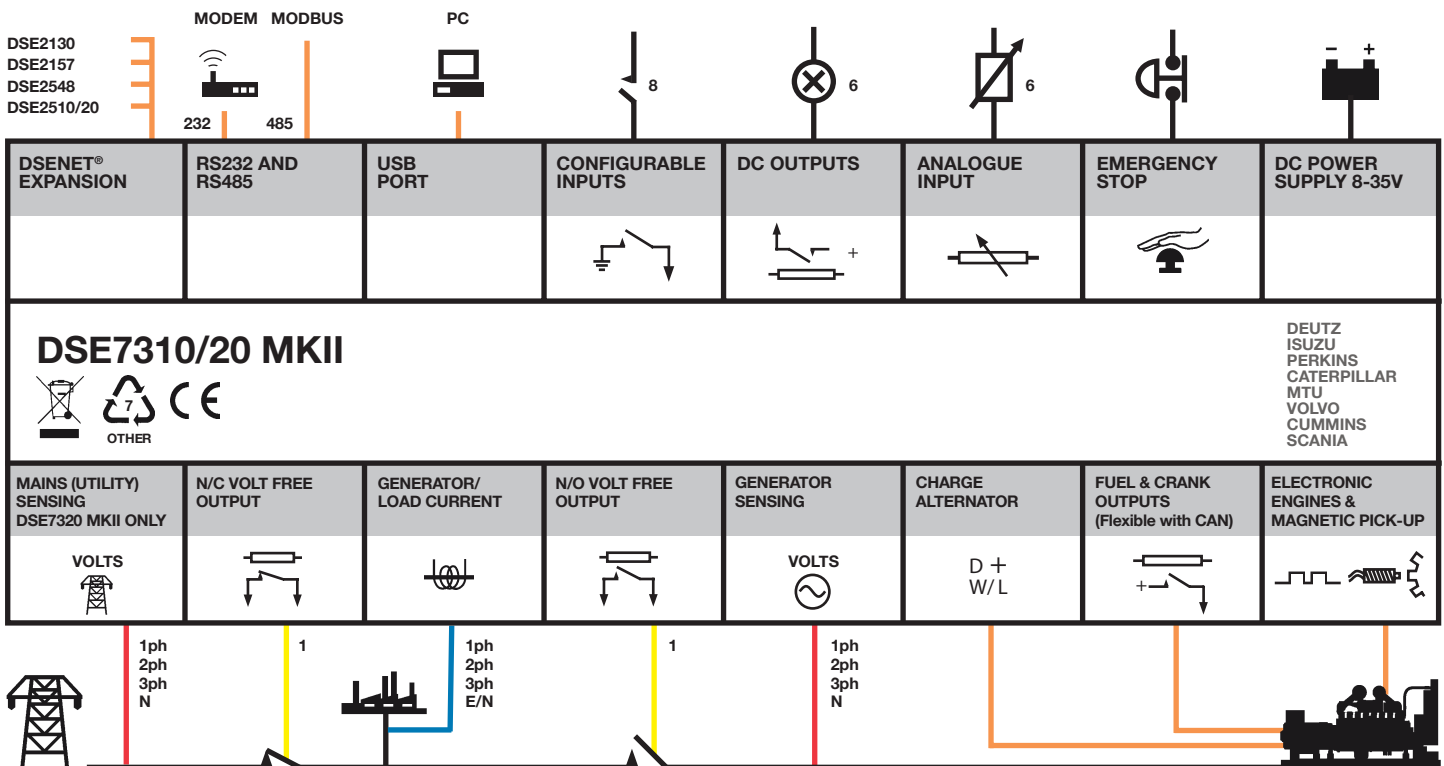 MODEM MODBUS PC
DSE2130
DSE2157
DSE2548
DSE2510/20
232 485
8
6
6
- +
DSENET®
EXPANSION
RS232 AND
RS485
USB
PORT
CONFIGURABLE
INPUTS
DC OUTPUTS
ANALOGUE
INPUT
EMERGENCY
STOP
DC POWER
SUPPLY 8-35V
+
DSE7310/20 MKII
7
OTHER
CE
DEUTZ
ISUZU
PERKINS
CATERPILLAR
MTU
VOLVO
CUMMINS
SCANIA
MAINS (UTILITY)
SENSING
DSE7320 MKII ONLY
VOLTS
N/C VOLT FREE
OUTPUT
GENERATOR/
LOAD CURRENT
N/O VOLT FREE
OUTPUT
GENERATOR
SENSING
VOLTS
CHARGE
ALTERNATOR
D +
W/L
FUEL & CRANK
OUTPUTS
(Flexible with CAN)
+
ELECTRONIC
ENGINES &
MAGNETIC PICK-UP
1ph
2ph
3ph
N
1
1ph
2ph
3ph
E/N
1
1ph
2ph
3ph
N